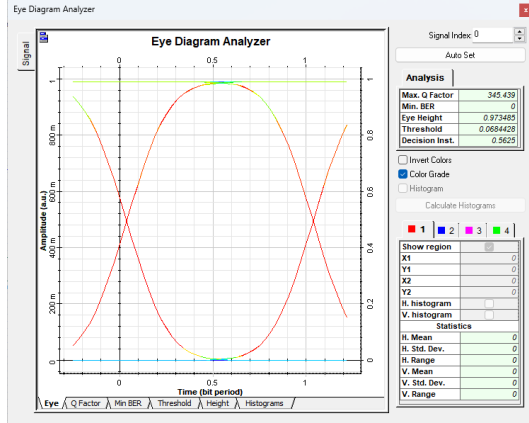 Eye Diagram Analyzer
x
Signal
Eye Diagram Analyzer
0 0.5 1
Amplitude (a.u.)
1
800 m
600 m
400 m
200 m
0
1
0.8
0.6
0.4
0.2
0
0 0.5 1
Time (bit period)
Eye Q Factor Min BER Threshold Height Histograms
Signal Index: 0
Auto Set
Analysis
Max. Q Factor 345.439
Min. BER 0
Eye Height 0.973485
Threshold 0.0684428
Decision Inst. 0.5625
Invert Colors
Color Grade
Histogram
Calculate Histograms
1 2 3 4
Show region
X1 0
Y1 0
X2 0
Y2 0
H. histogram
V. histogram
Statistics
H. Mean 0
H. Std. Dev. 0
H. Range 0
V. Mean 0
V. Std. Dev. 0
V. Range 0